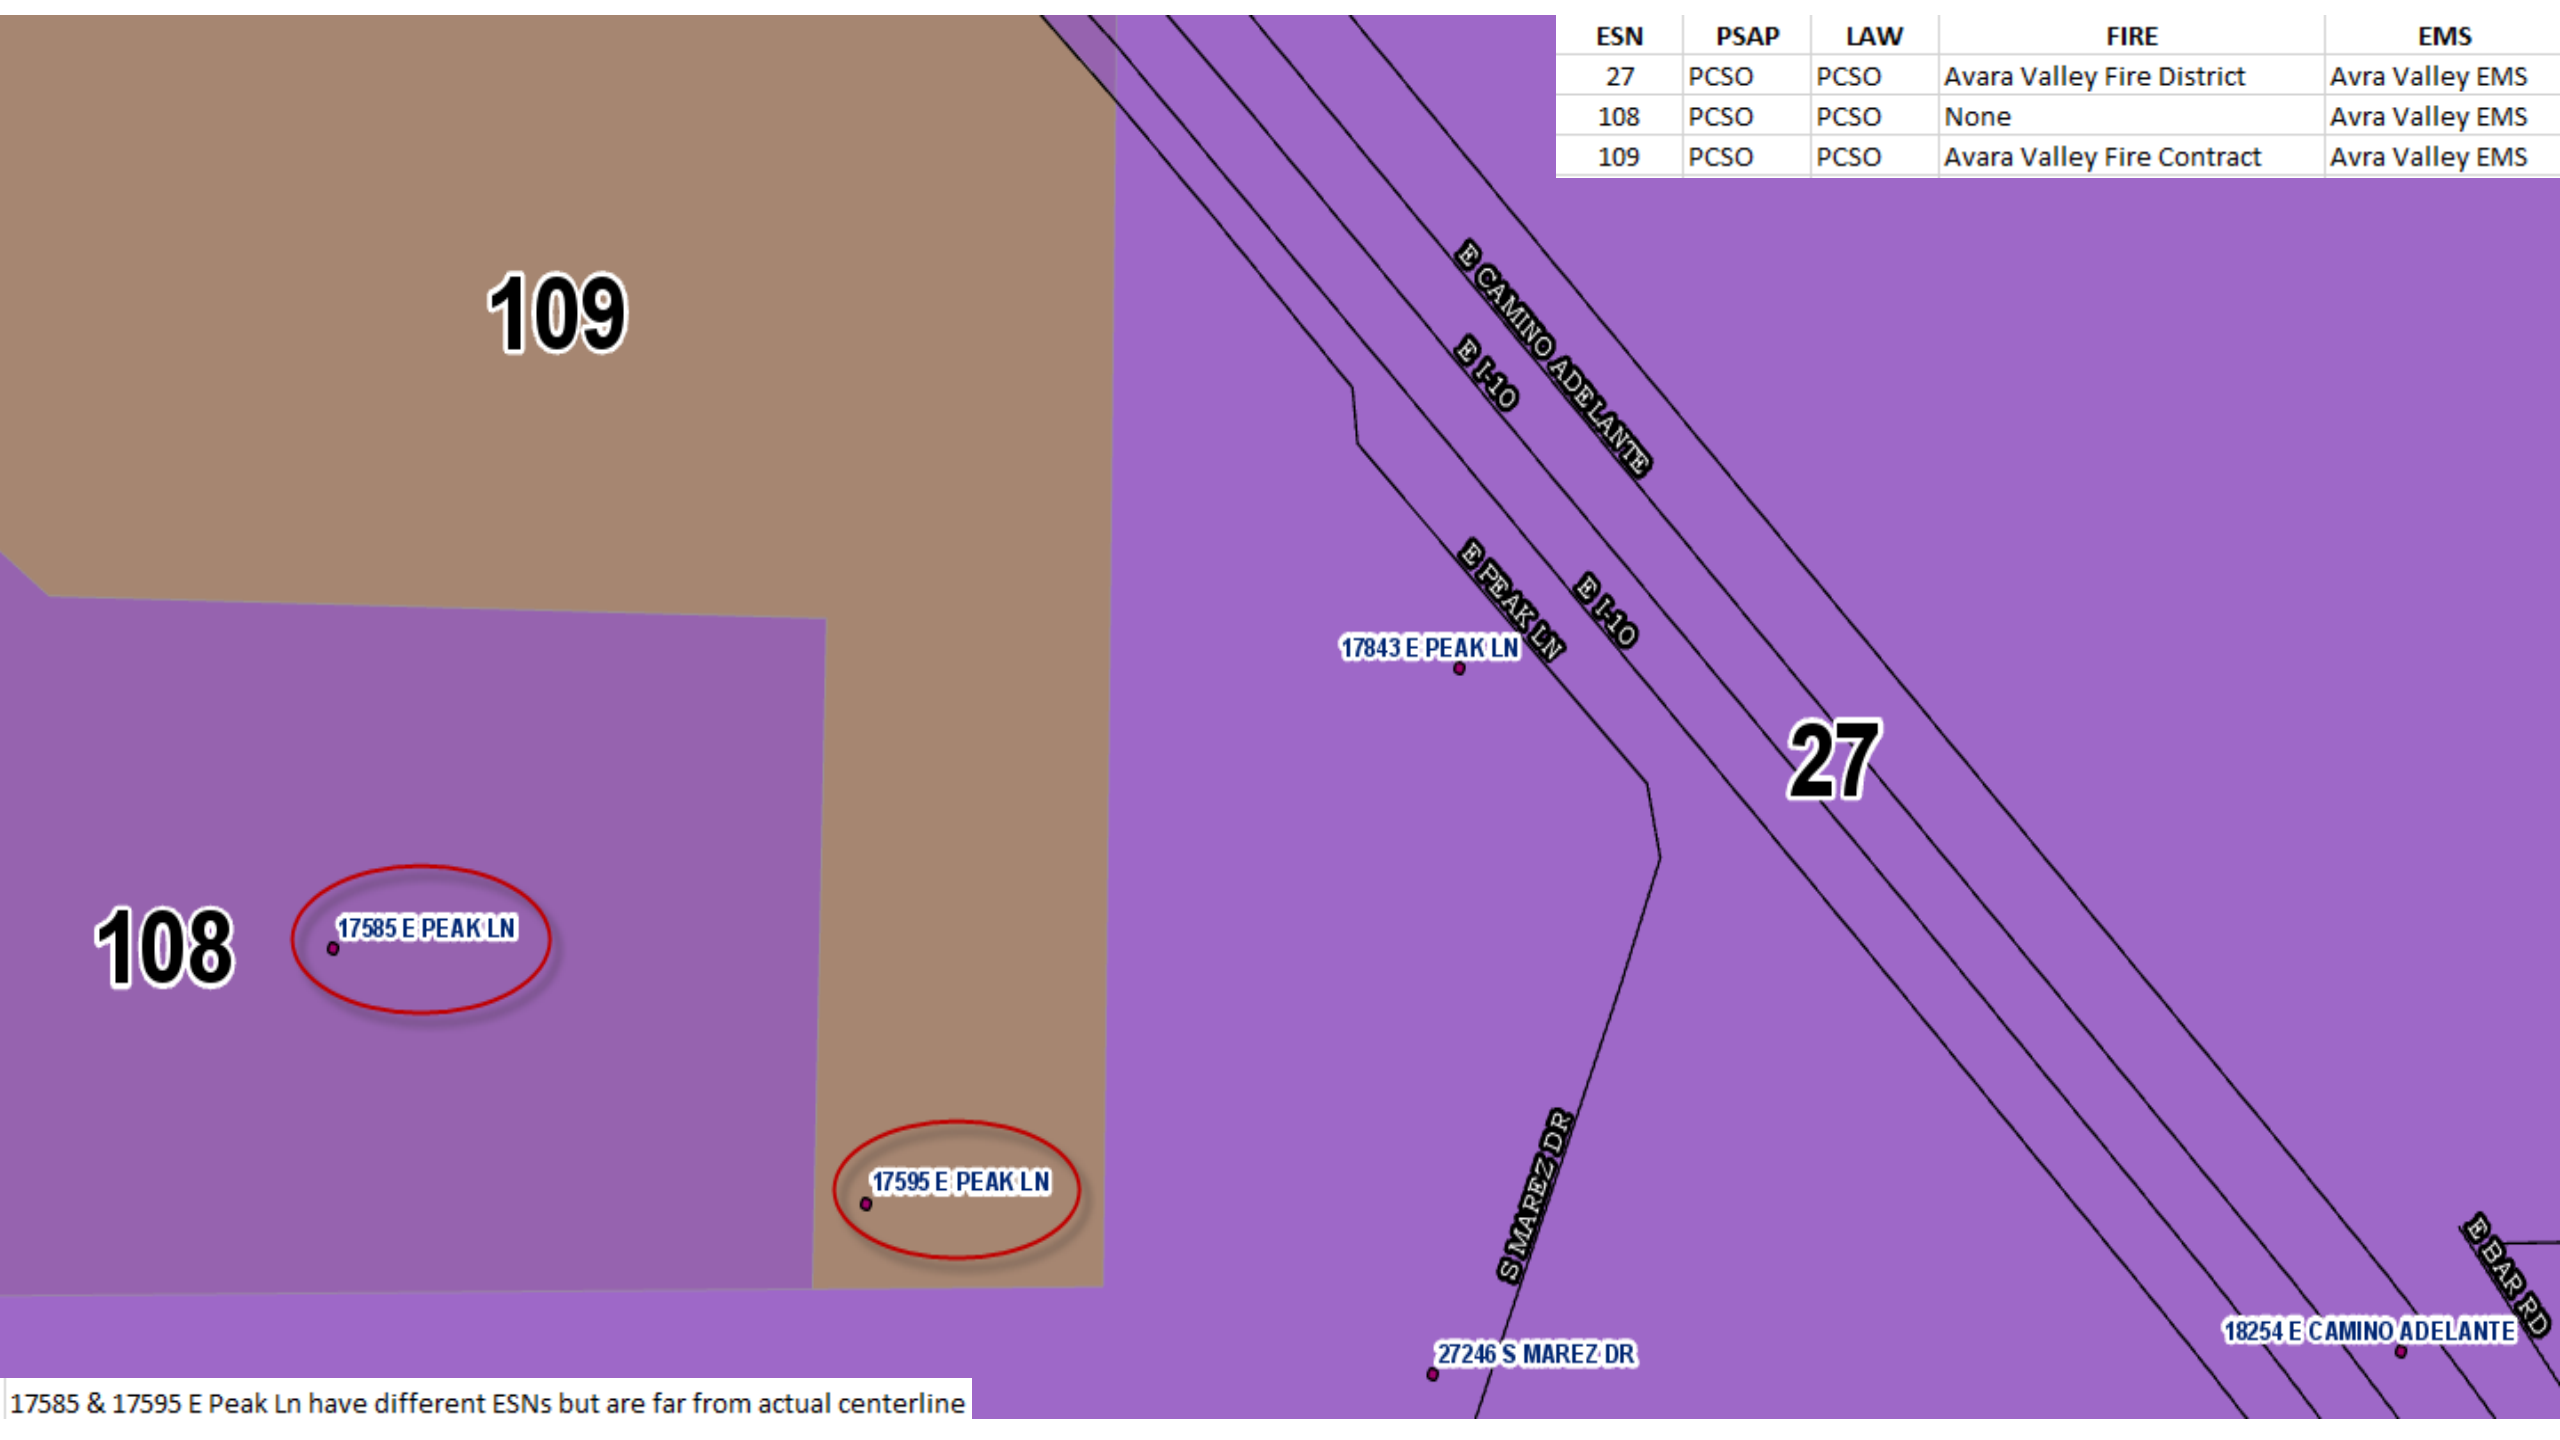 ESN PSAP LAW FIRE EMS
27 PCSO PCSO Avara Valley Fire District Avra Valley EMS
108 PCSO PCSO None Avra Valley EMS
109 PCSO PCSO Avara Valley Fire Contract Avra Valley EMS
109
E CAMINO ADELANTE
E I-10
E PEAK LN
E I-10
17843 E PEAK LN
27
108
17585 E PEAK LN
17595 E PEAK LN
S MAREZ DR
E BAR RD
18254 E CAMINO ADELANTE
27246 S MAREZ DR
17585 & 17595 E Peak Ln have different ESNs but are far from actual centerline